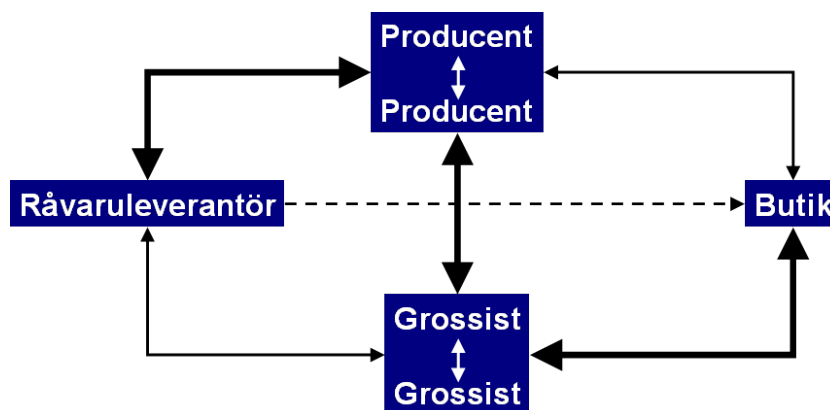 Producent
Producent
Råvaruleverantör
Butik
Grossist
Grossist